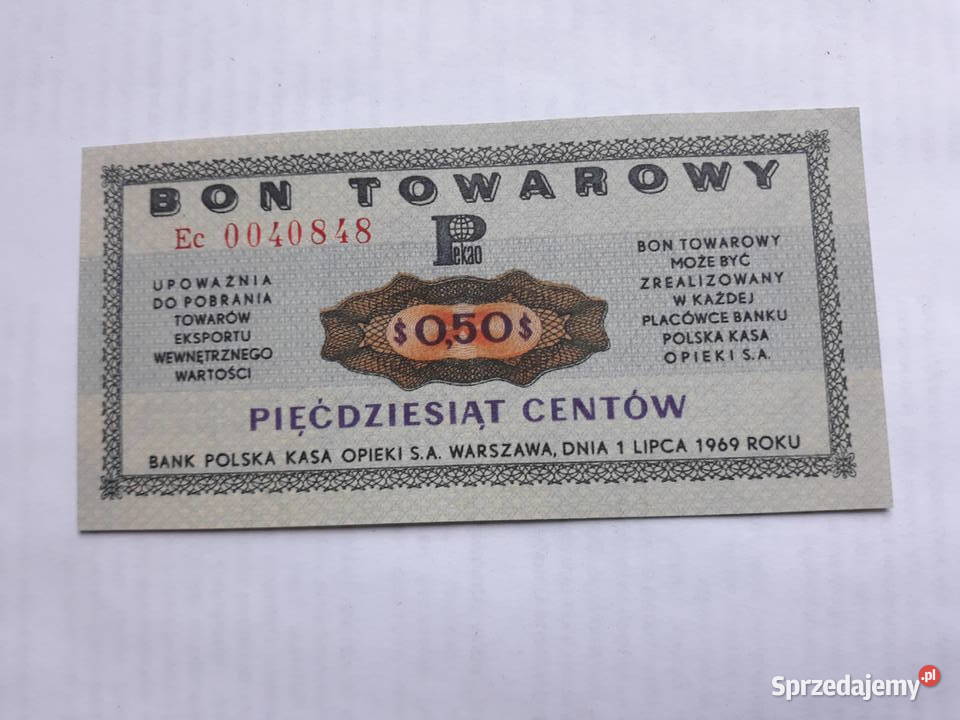 BON TOWAROWY
Ec 0040848
Pekao
UPOWAŻNIA
DO POBRANIA
TOWARÓW
EKSPORTU
WEWNĘTRZNEGO
WARTOŚCI
$0,50$
BON TOWAROWY
MOŻE BYĆ
ZREALIZOWANY
W KAŻDEJ
PLACÓWCE BANKU
POLSKA KASA
OPIEKI S.A.
PIĘĆDZIESIĄT CENTÓW
BANK POLSKA KASA OPIEKI S.A. WARSZAWA, DNIA 1 LIPCA 1969 ROKU
Sprzedajemy.pl